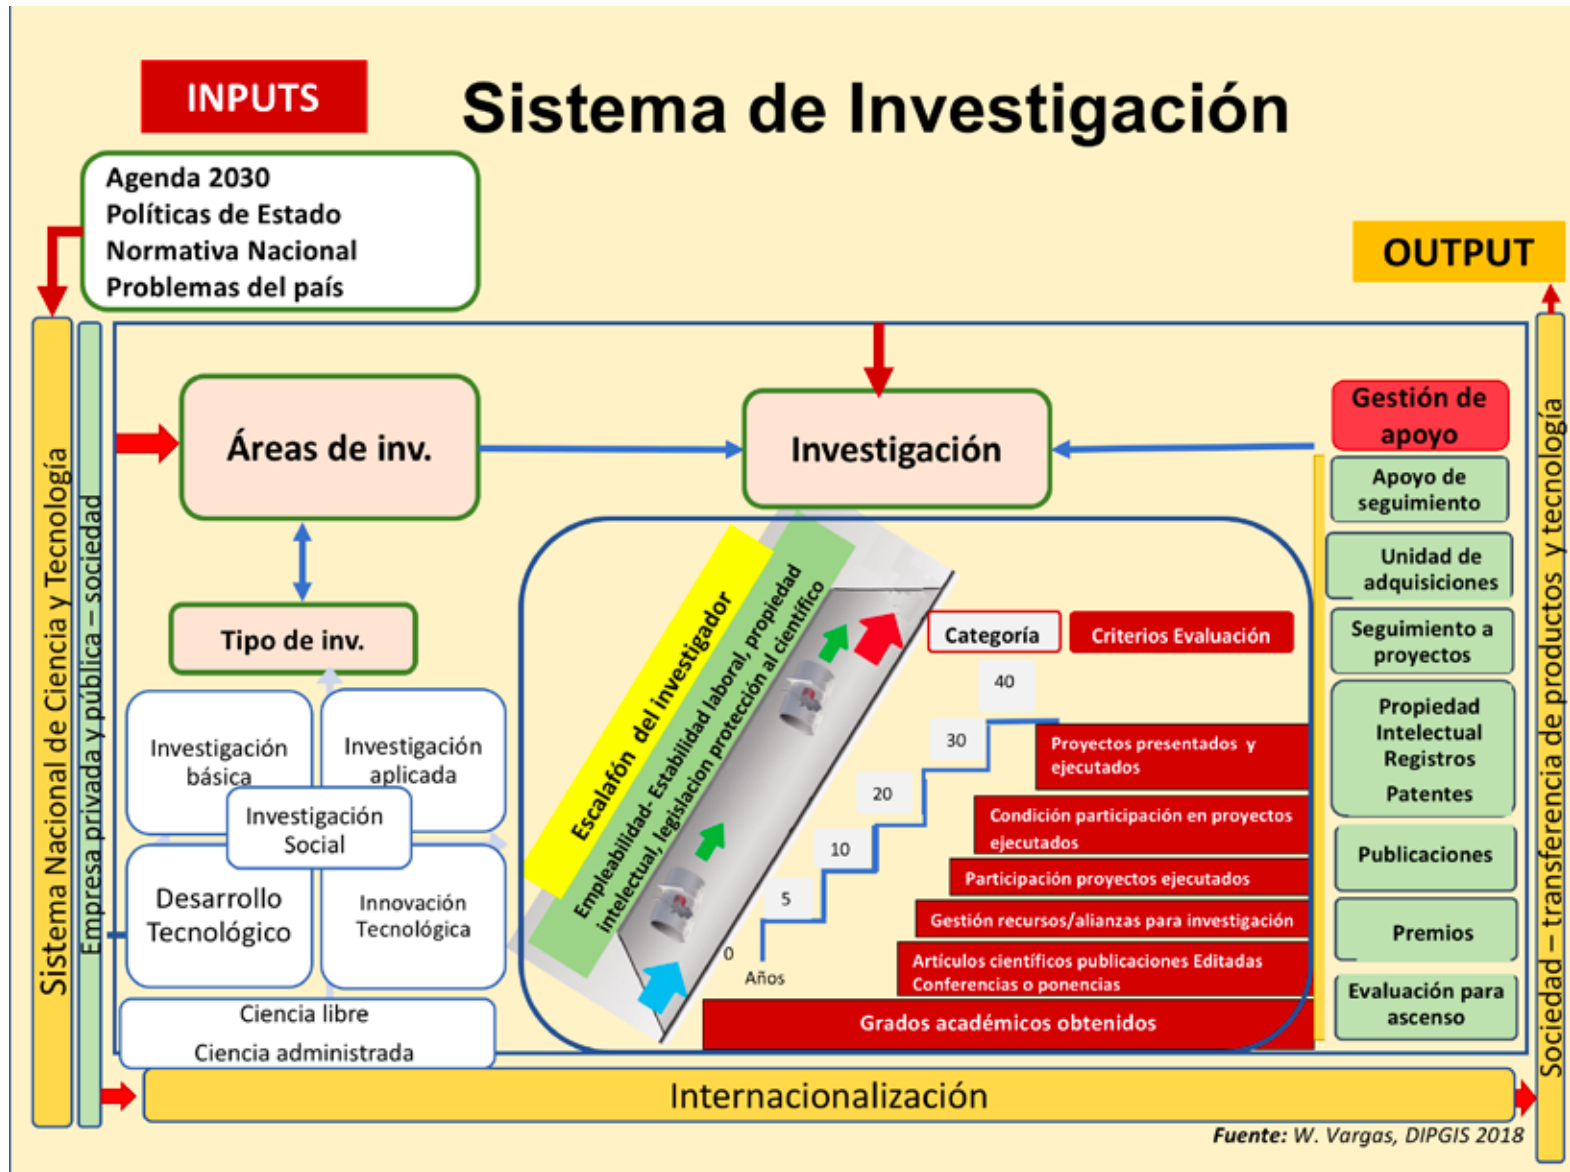 INPUTS
Sistema de Investigación
Agenda 2030
Políticas de Estado
Normativa Nacional
Problemas del país
OUTPUT
Sistema Nacional de Ciencia y Tecnología
Empresa privada y pública – sociedad
Áreas de inv.
Investigación
Gestión de
apoyo
Tipo de inv.
Investigación
básica
Investigación
aplicada
Investigación
Social
Desarrollo
Tecnológico
Innovación
Tecnológica
Ciencia libre
Ciencia administrada
Escalafón del investigador
Empleabilidad- Estabilidad laboral, propiedad
intelectual, legislacion protección al científico
Categoría
Criterios Evaluación
40
30
20
10
5
0
Años
Proyectos presentados y
ejecutados
Condición participación en proyectos
ejecutados
Participación proyectos ejecutados
Gestión recursos/alianzas para investigación
Artículos científicos publicaciones Editadas
Conferencias o ponencias
Grados académicos obtenidos
Apoyo de
seguimiento
Unidad de
adquisiciones
Seguimiento a
proyectos
Propiedad
Intelectual
Registros
Patentes
Publicaciones
Premios
Evaluación para
ascenso
Sociedad – transferencia de productos y tecnología
Internacionalización
Fuente: W. Vargas, DIPGIS 2018